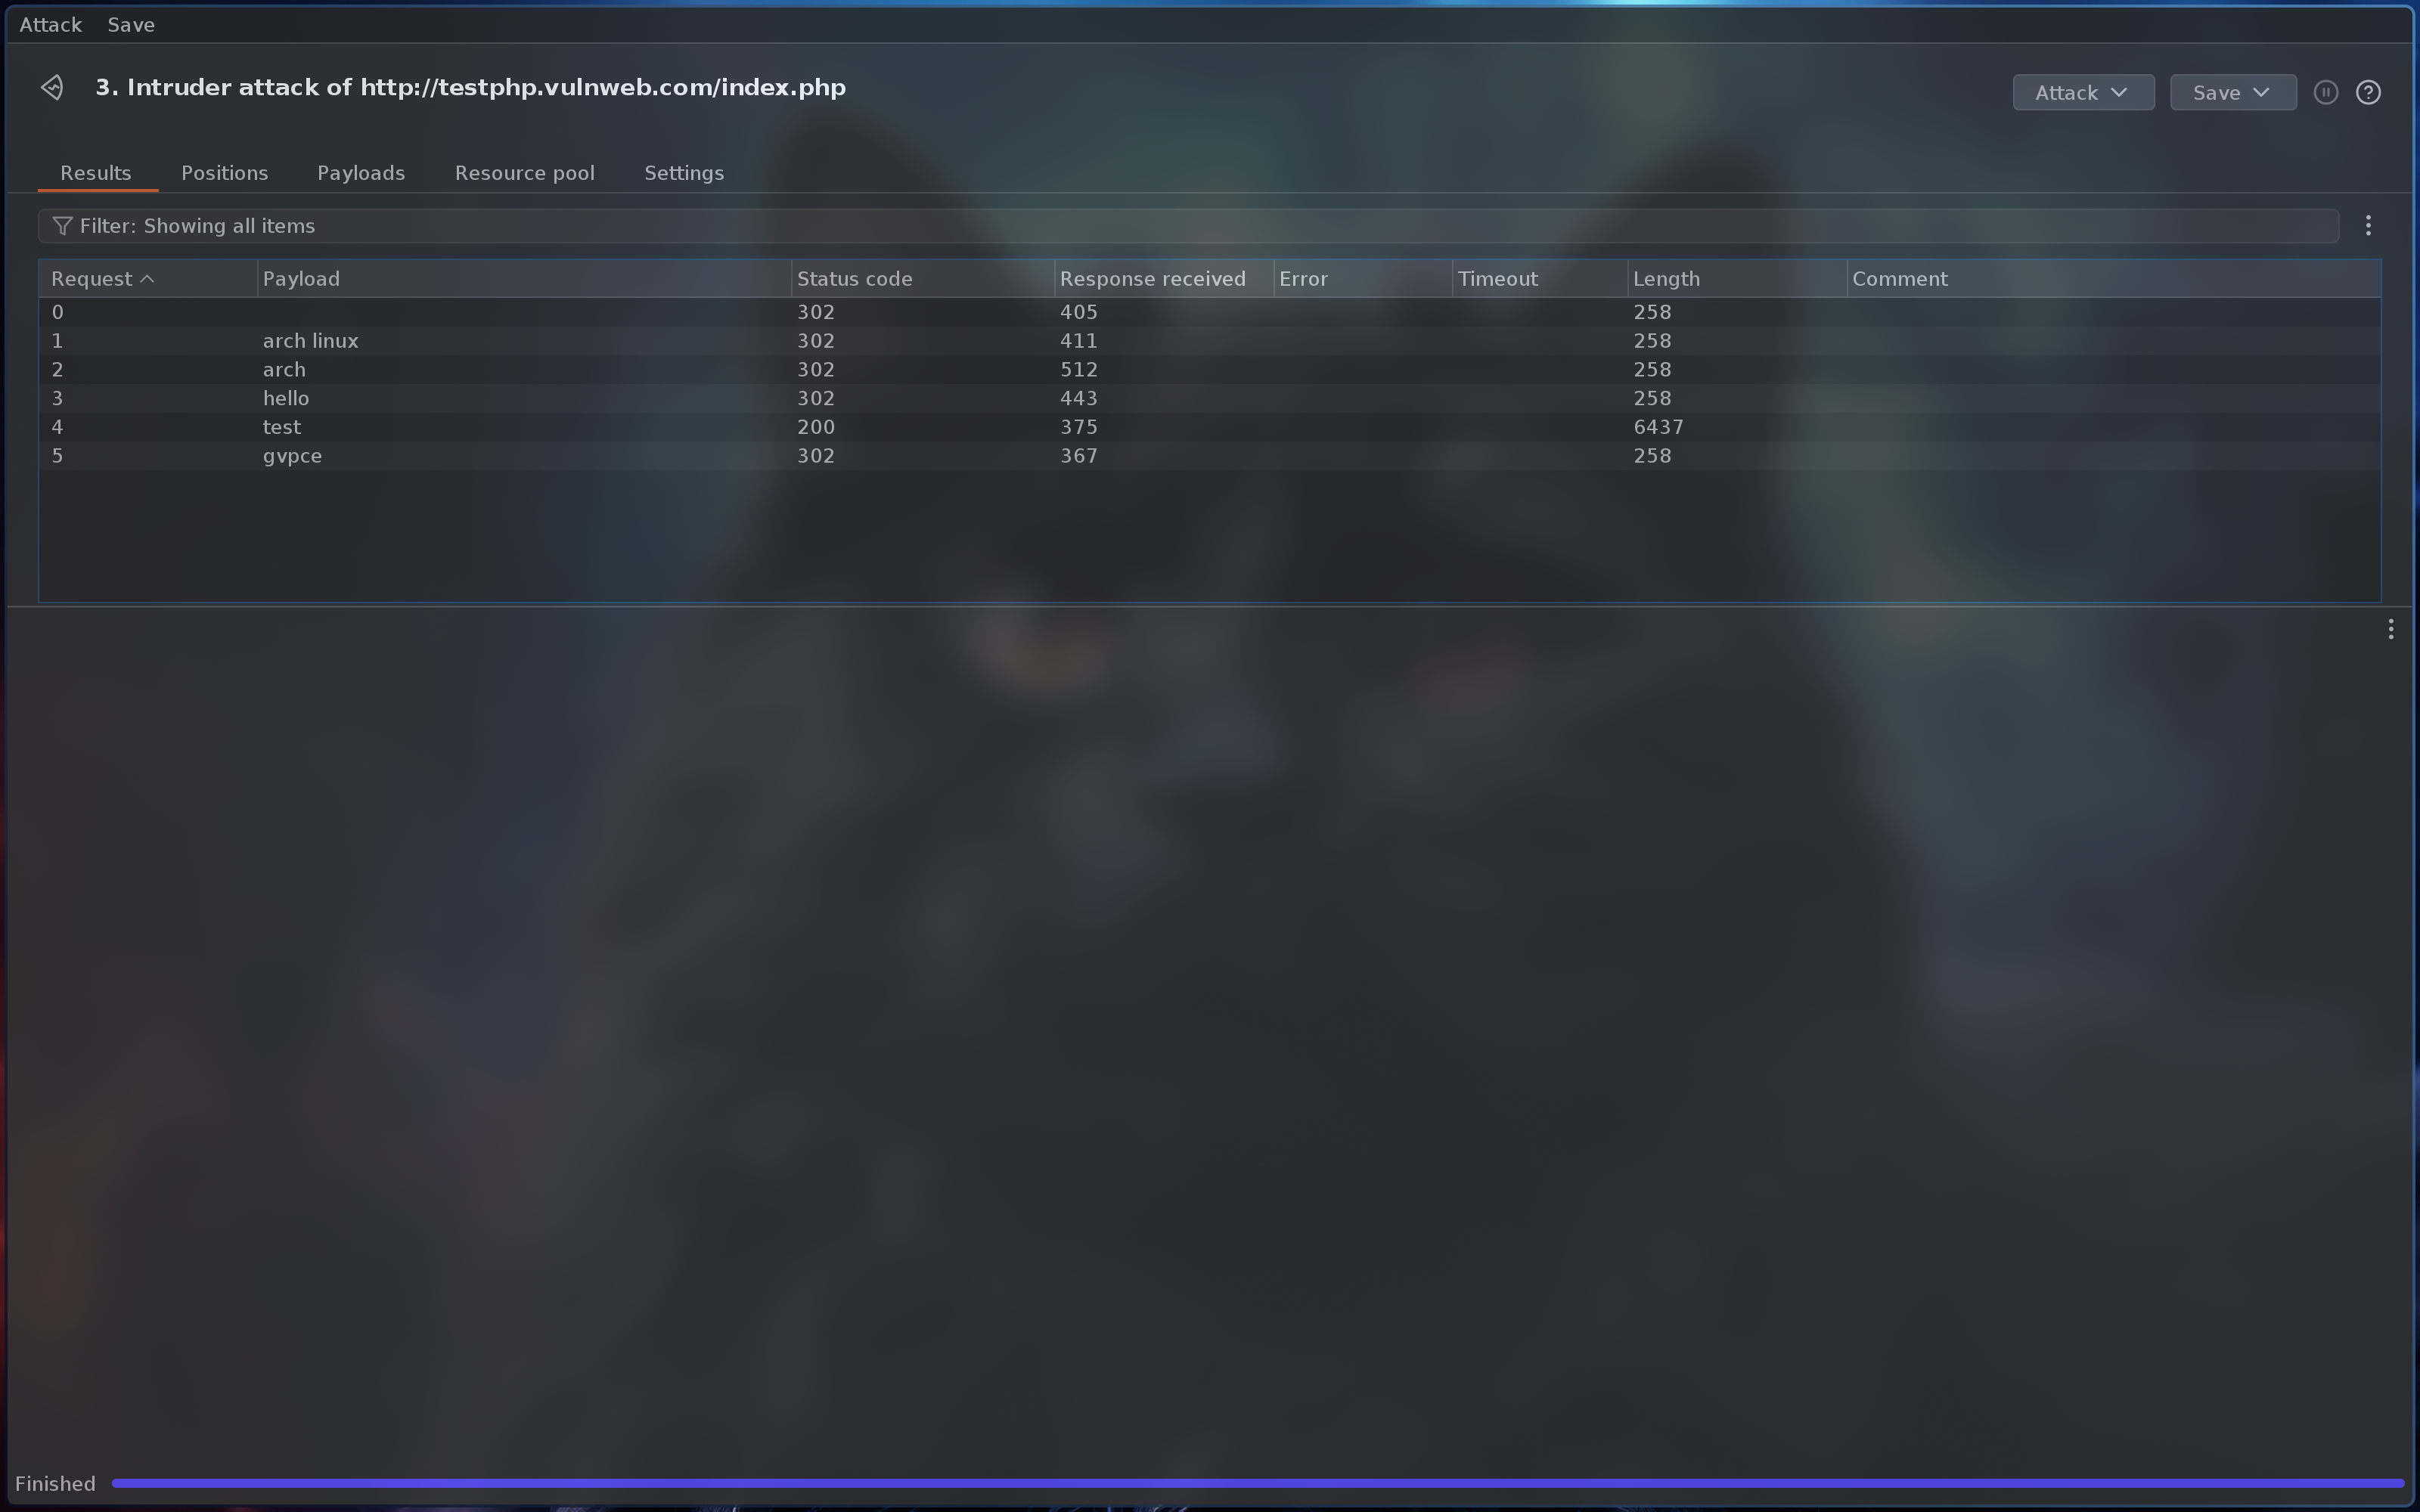 Attack Save
3. Intruder attack of http://testphp.vulnweb.com/index.php
Attack Save
Results Positions Payloads Resource pool Settings
Filter: Showing all items
Request Payload Status code Response received Error Timeout Length Comment
0 302 405 258
1 arch linux 302 411 258
2 arch 302 512 258
3 hello 302 443 258
4 test 200 375 6437
5 gvpce 302 367 258
Finished